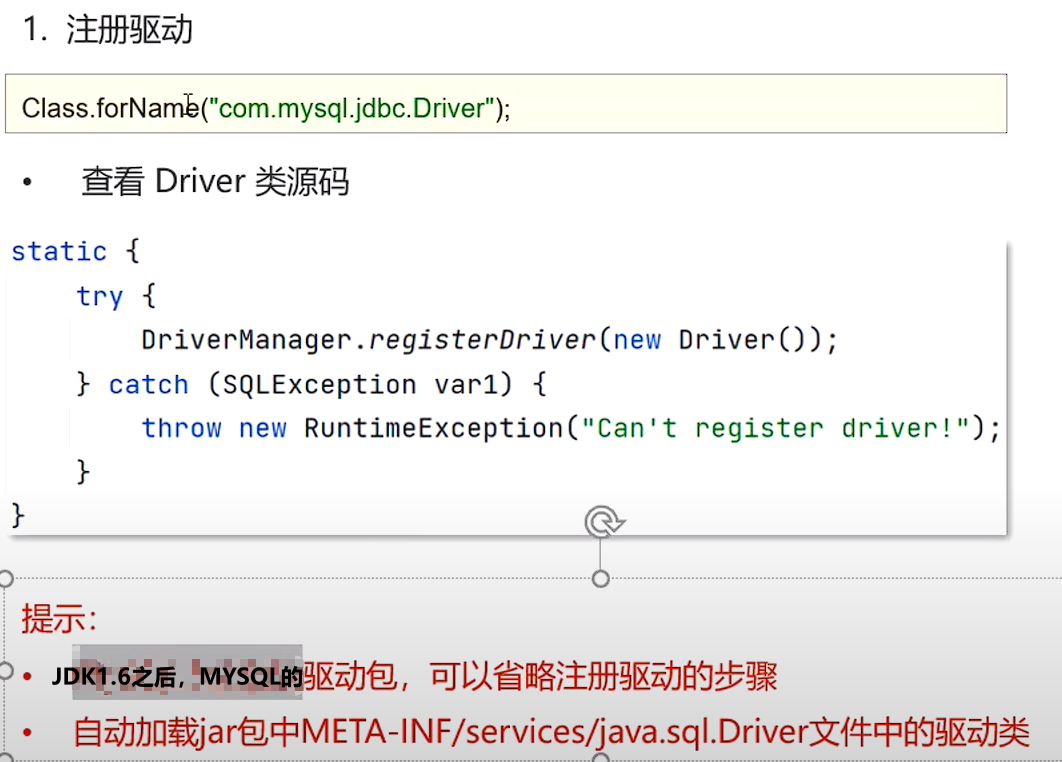 1. 注册驱动
Class.forName("com.mysql.jdbc.Driver");
• 查看 Driver 类源码
static {
    try {
        DriverManager.registerDriver(new Driver());
    } catch (SQLException var1) {
        throw new RuntimeException("Can't register driver!");
    }
}
提示：
• JDK1.6之后，MYSQL的驱动包，可以省略注册驱动的步骤
• 自动加载jar包中META-INF/services/java.sql.Driver文件中的驱动类